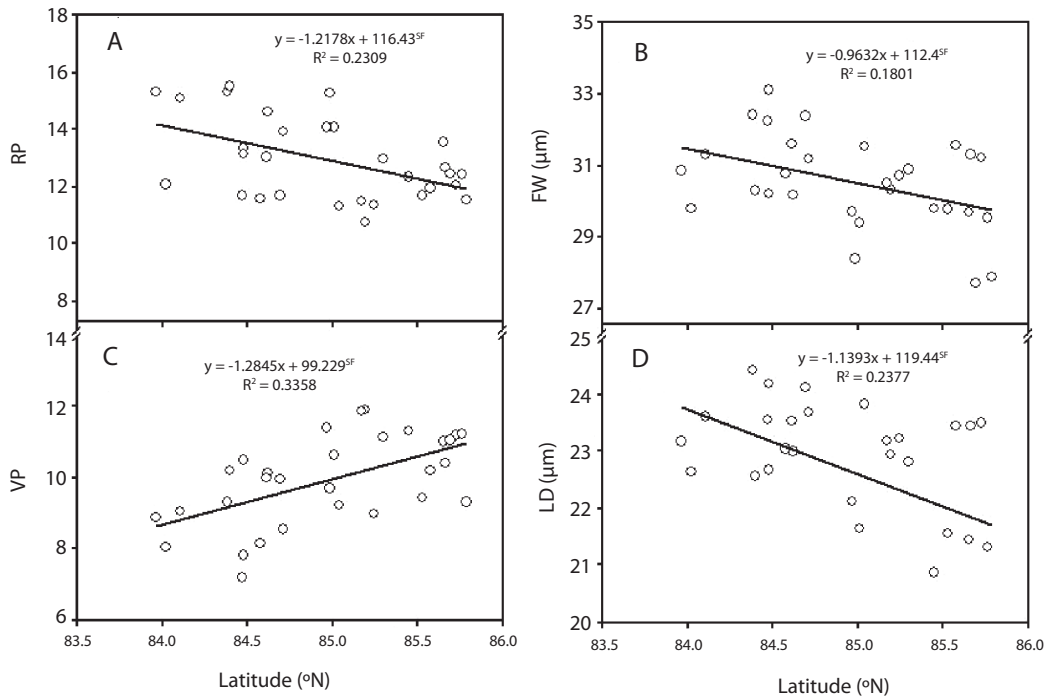 A
y = -1.2178x + 116.43SF
R² = 0.2309
18
16
14
12
10
8
RP
B
y = -0.9632x + 112.4SF
R² = 0.1801
35
33
31
29
27
FW (µm)
C
y = -1.2845x + 99.229SF
R² = 0.3358
14
12
10
8
6
VP
83.5 84.0 84.5 85.0 85.5 86.0
Latitude (ºN)
D
y = -1.1393x + 119.44SF
R² = 0.2377
25
24
23
22
21
20
LD (µm)
83.5 84.0 84.5 85.0 85.5 86.0
Latitude (ºN)